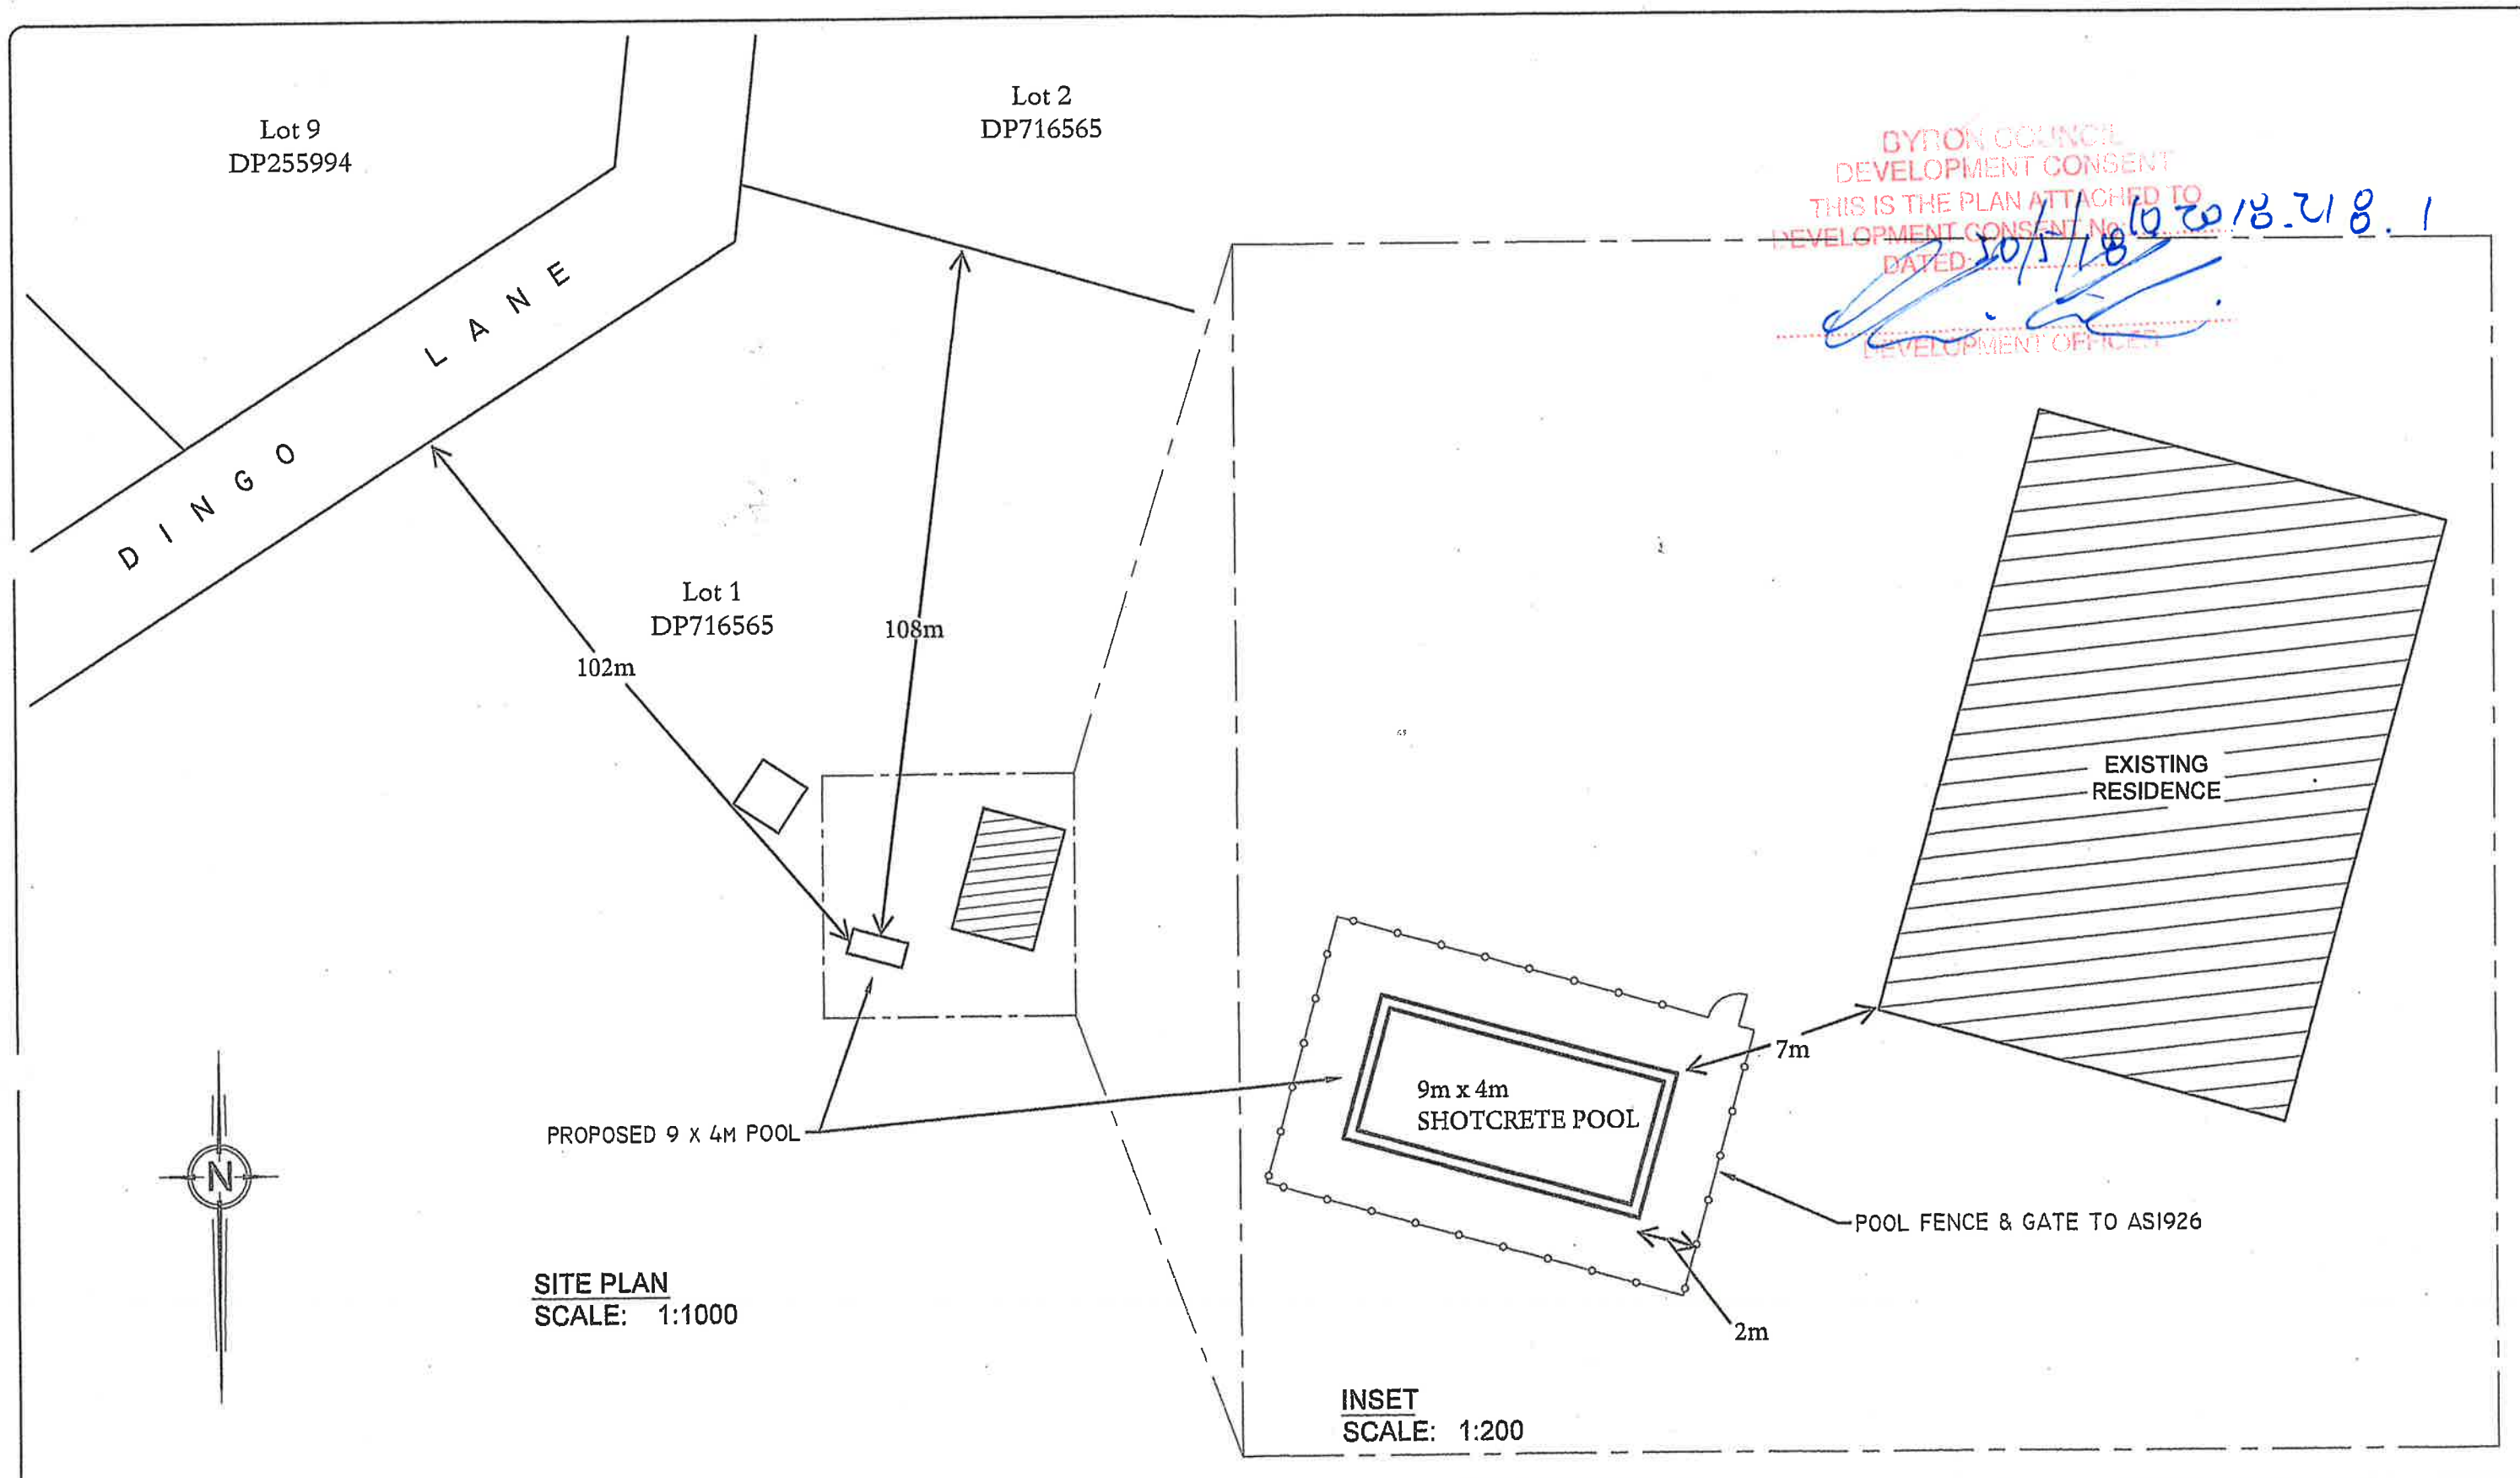 Lot 9
DP255994
Lot 2
DP716565
BYRON COUNCIL
DEVELOPMENT CONSENT
THIS IS THE PLAN ATTACHED TO
DEVELOPMENT CONSENT No: 10 2018.218.1
DATED: /5/18
DEVELOPMENT OFFICER
DINGO LANE
Lot 1
DP716565
108m
102m
EXISTING
RESIDENCE
7m
9m x 4m
SHOTCRETE POOL
PROPOSED 9 X 4M POOL
N
POOL FENCE & GATE TO AS1926
2m
SITE PLAN
SCALE: 1:1000
INSET
SCALE: 1:200